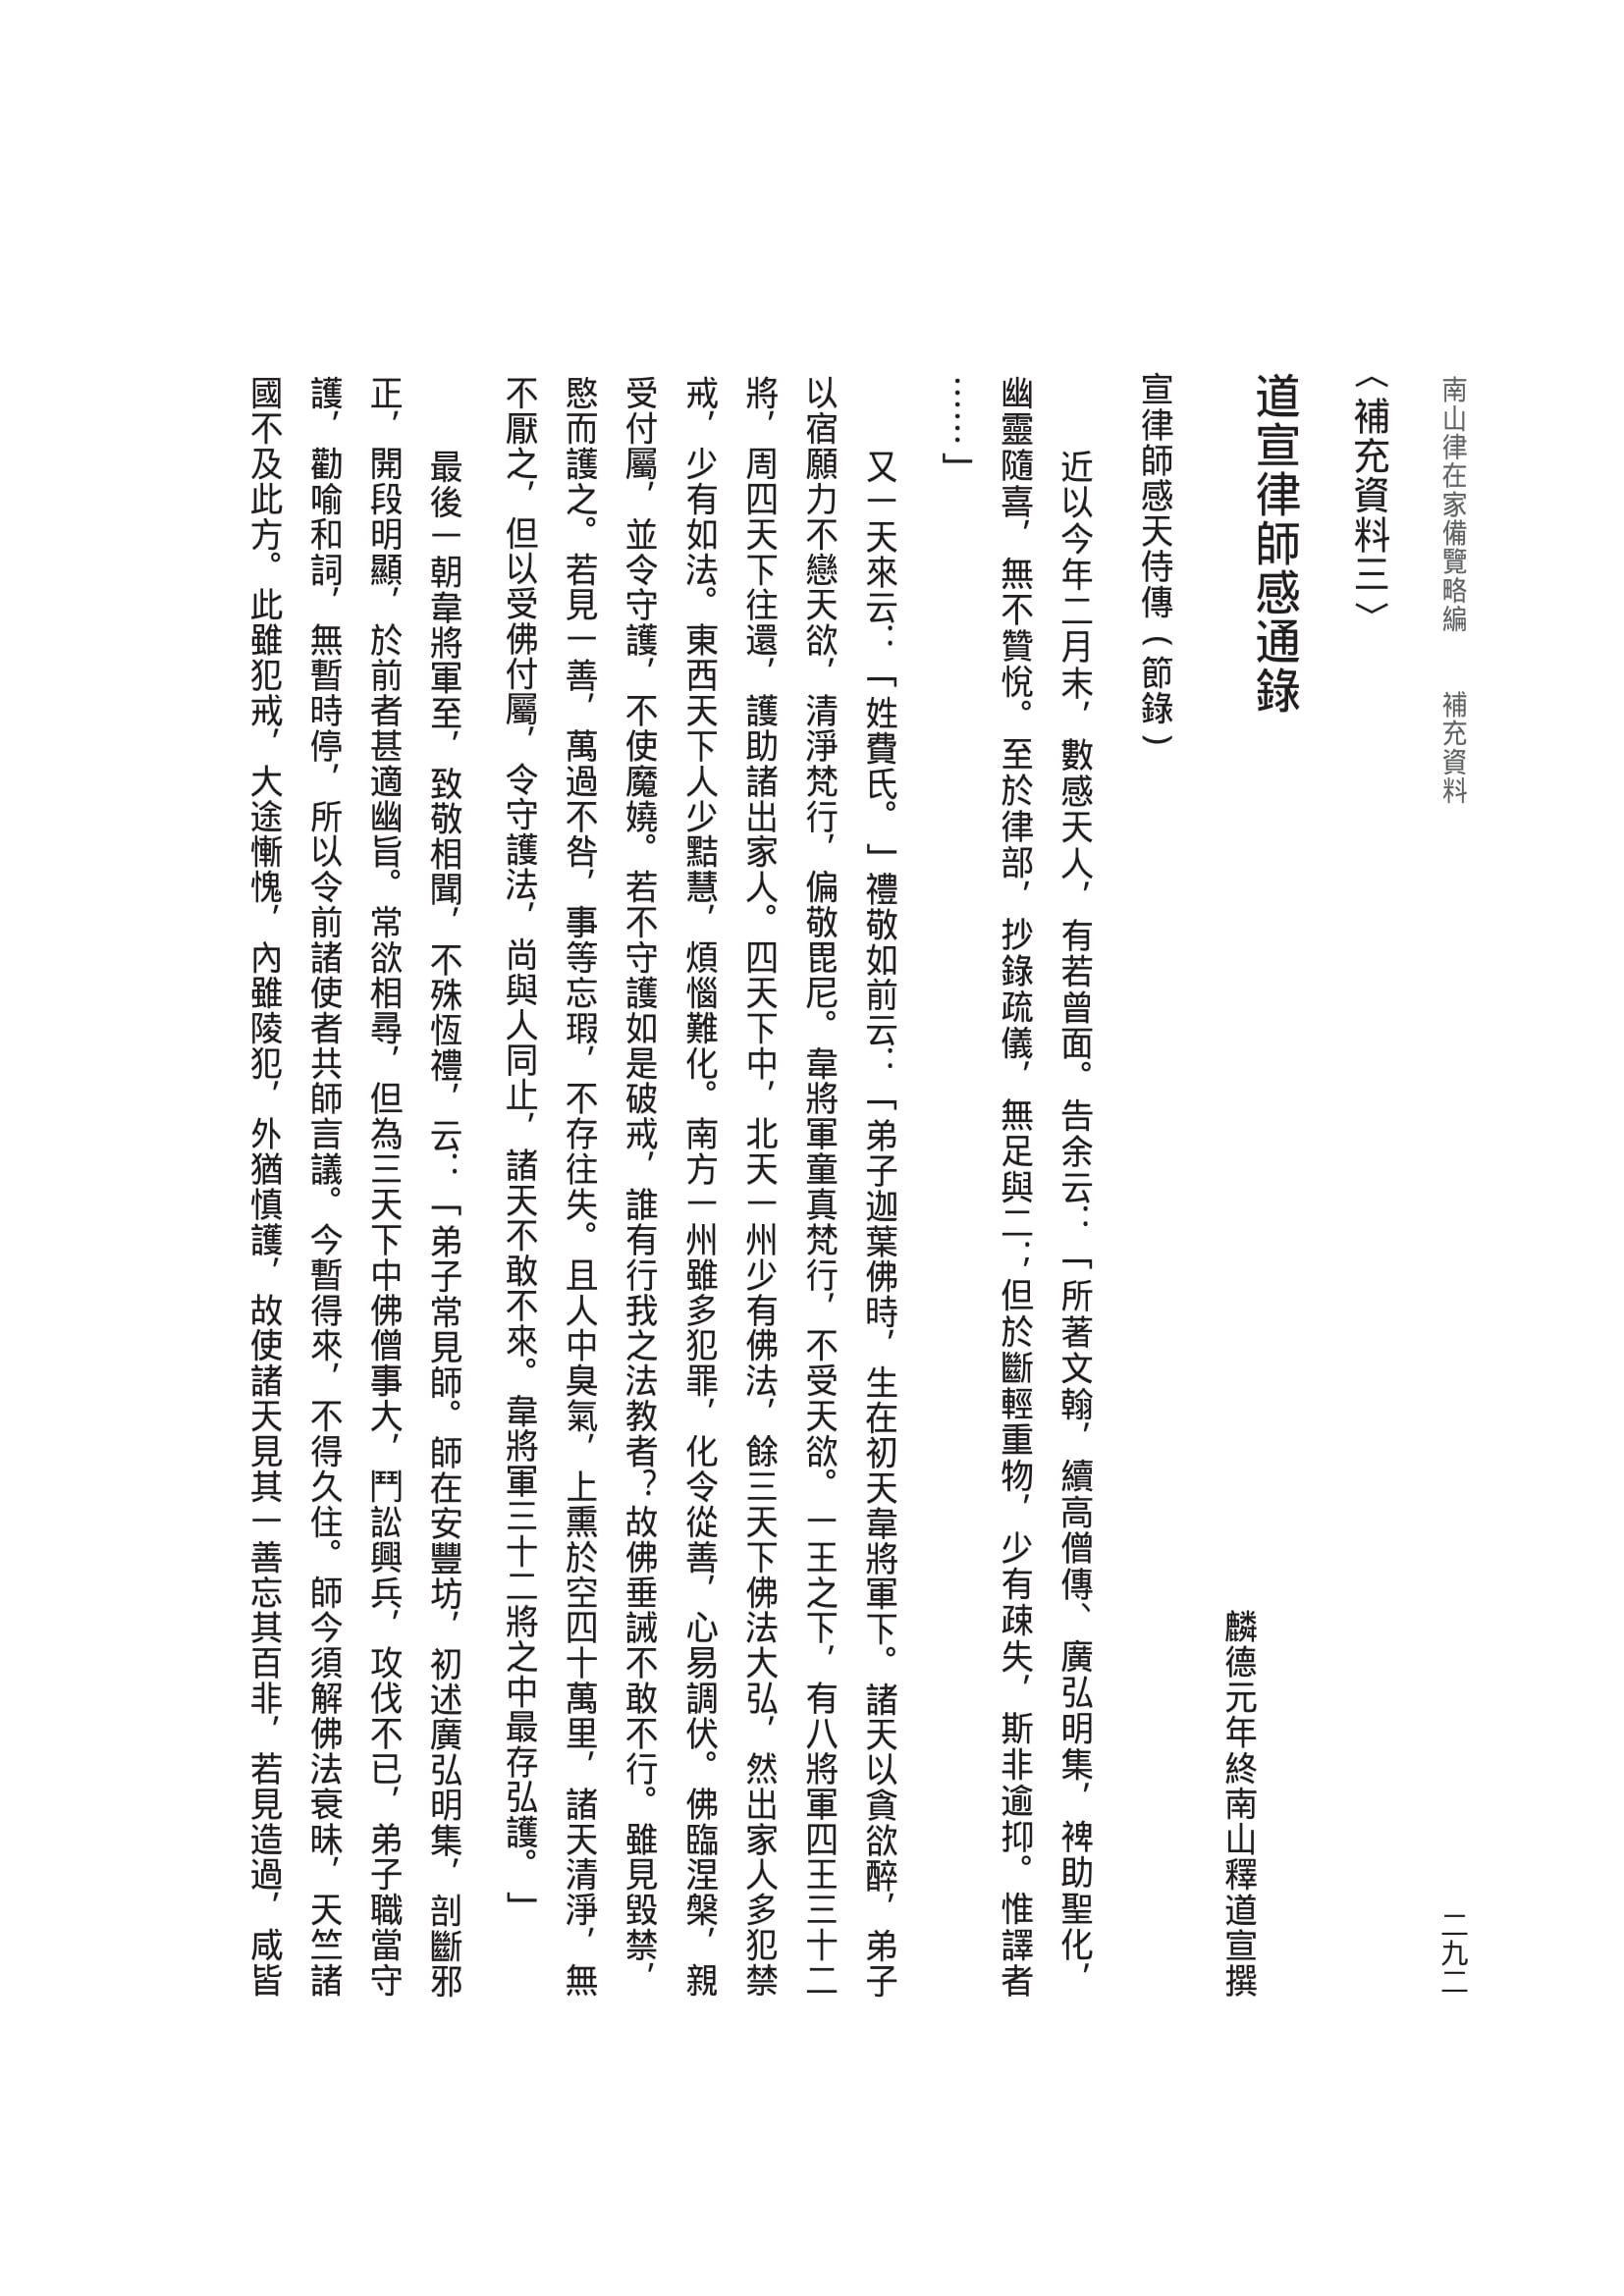 南山律在家備覽略編　補充資料
二九二
〈補充資料三〉
道宣律師感通錄
麟德元年終南山釋道宣撰
宣律師感天侍傳（節錄）
近以今年二月末，數感天人，有若曾面。告余云：「所著文翰，續高僧傳、廣弘明集，裨助聖化，
幽靈隨喜，無不贊悅。至於律部，抄錄疏儀，無足與二；但於斷輕重物，少有疎失，斯非逾抑。惟譯者
……」
又一天來云：「姓費氏。」禮敬如前云：「弟子迦葉佛時，生在初天韋將軍下。諸天以貪欲醉，弟子
以宿願力不戀天欲，清淨梵行，偏敬毘尼。韋將軍童真梵行，不受天欲。一王之下，有八將軍四王三十二
將，周四天下往還，護助諸出家人。四天下中，北天一州少有佛法，餘三天下佛法大弘，然出家人多犯禁
戒，少有如法。東西天下人少黠慧，煩惱難化。南方一州雖多犯罪，化令從善，心易調伏。佛臨涅槃，親
受付屬，並令守護，不使魔嬈。若不守護如是破戒，誰有行我之法教者？故佛垂誡不敢不行。雖見毀禁，
愍而護之。若見一善，萬過不咎，事等忘瑕，不存往失。且人中臭氣，上熏於空四十萬里，諸天清淨，無
不厭之，但以受佛付屬，令守護法，尚與人同止，諸天不敢不來。韋將軍三十二將之中最存弘護。」
最後一朝韋將軍至，致敬相聞，不殊恆禮，云：「弟子常見師。師在安豐坊，初述廣弘明集，剖斷邪
正，開段明顯，於前者甚適幽旨。常欲相尋，但為三天下中佛僧事大，鬥訟興兵，攻伐不已，弟子職當守
護，勸喻和詞，無暫時停，所以令前諸使者共師言議。今暫得來，不得久住。師今須解佛法衰昧，天竺諸
國不及此方。此雖犯戒，大途慚愧，內雖陵犯，外猶慎護，故使諸天見其一善忘其百非，若見造過，咸皆